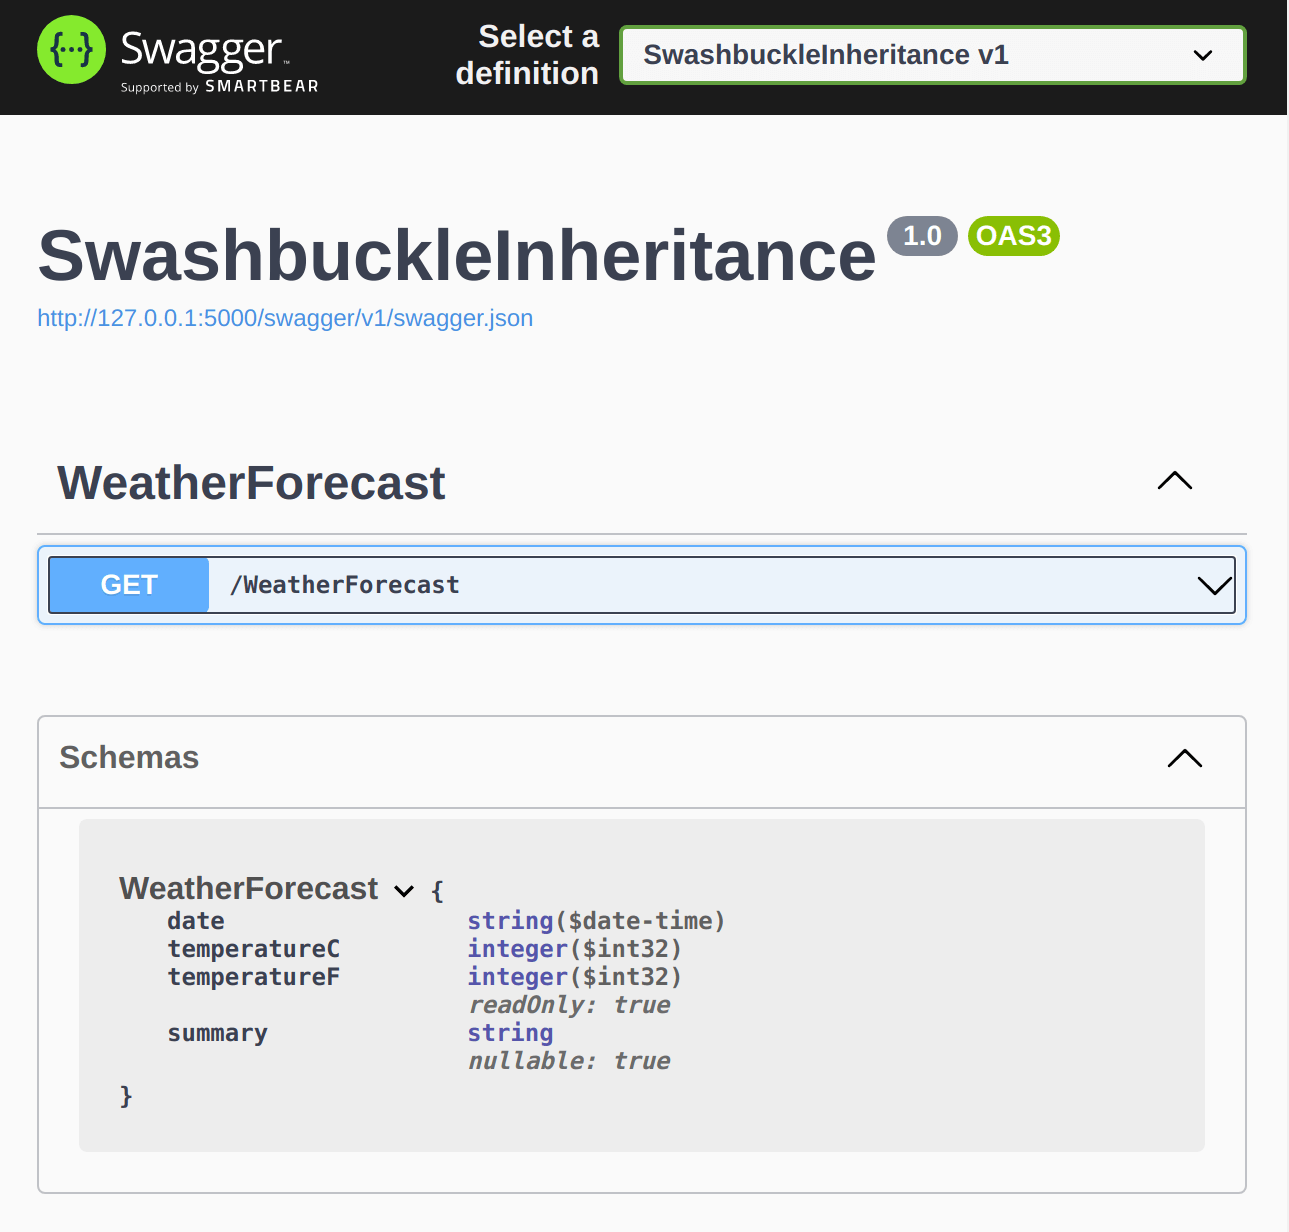 {···} Swagger™
Supported by SMARTBEAR
Select a
definition
SwashbuckleInheritance v1
SwashbuckleInheritance 1.0 OAS3
http://127.0.0.1:5000/swagger/v1/swagger.json
WeatherForecast
GET /WeatherForecast
Schemas
WeatherForecast {
date string($date-time)
temperatureC integer($int32)
temperatureF integer($int32)
readOnly: true
summary string
nullable: true
}